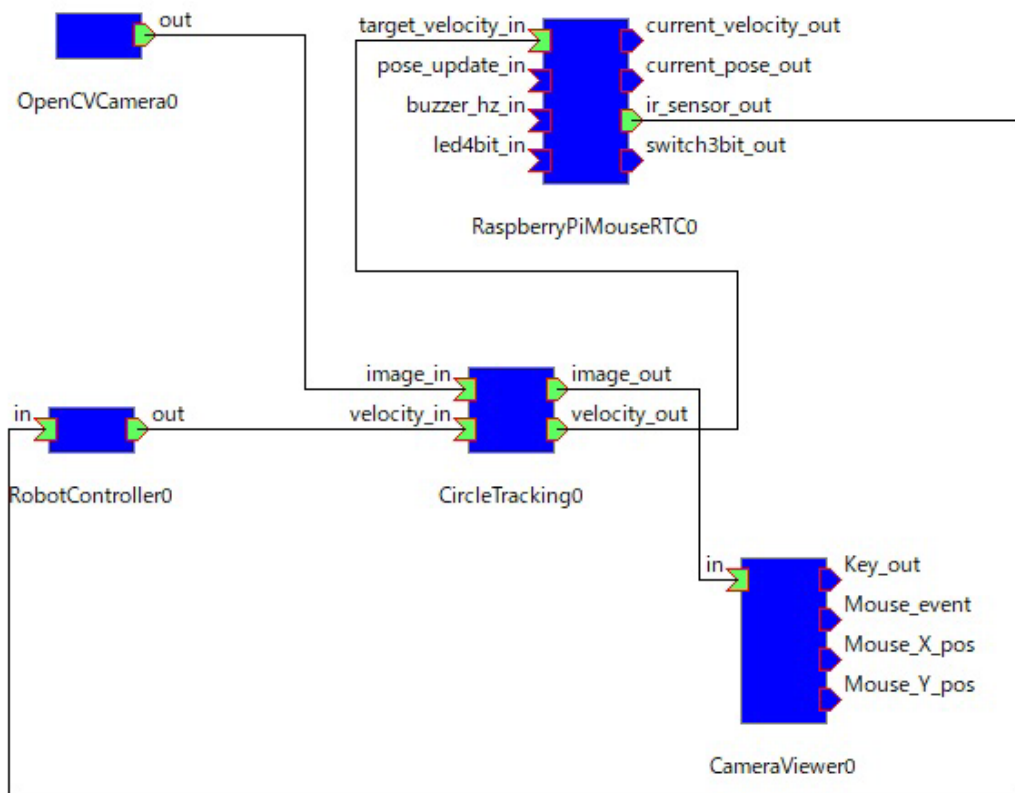 out
OpenCVCamera0
target_velocity_in
current_velocity_out
pose_update_in
current_pose_out
buzzer_hz_in
ir_sensor_out
led4bit_in
switch3bit_out
RaspberryPiMouseRTC0
image_in
image_out
in
out
velocity_in
velocity_out
RobotController0
CircleTracking0
in
Key_out
Mouse_event
Mouse_X_pos
Mouse_Y_pos
CameraViewer0